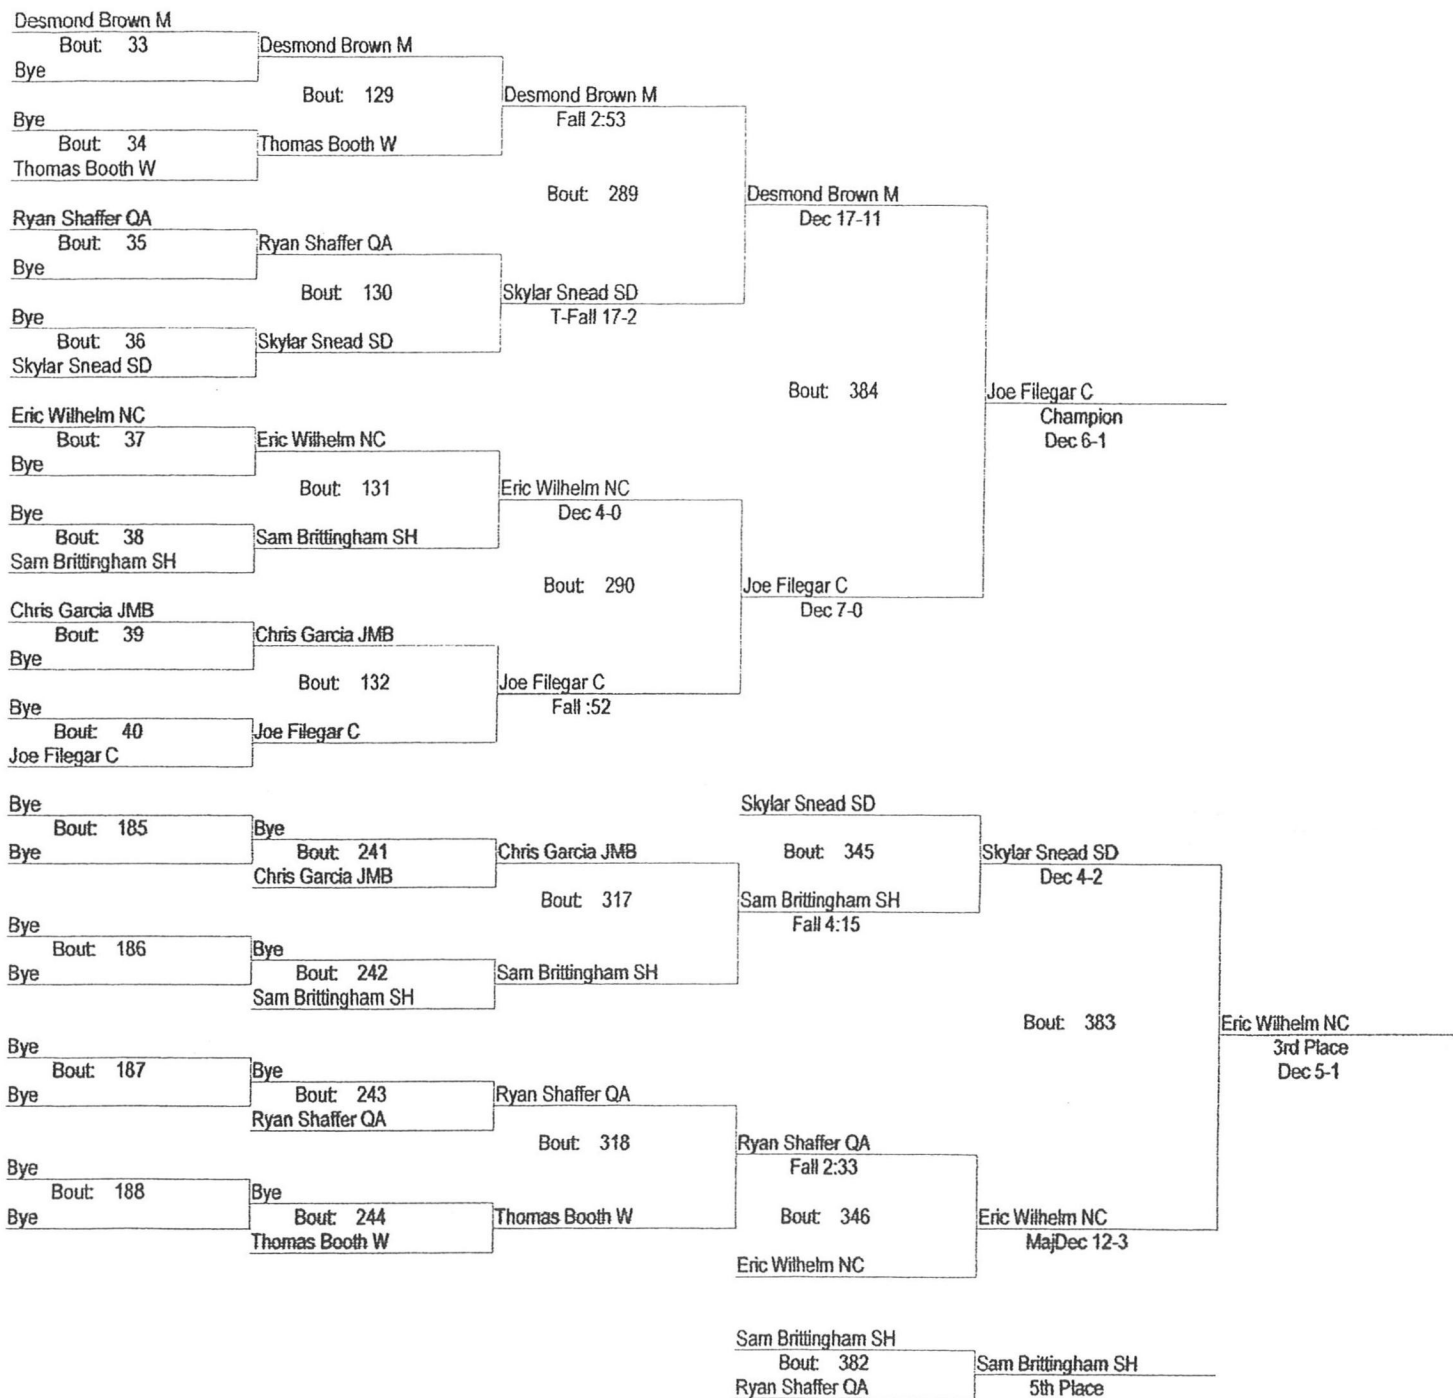 Desmond Brown M
Bout: 33
Bye
Desmond Brown M
Bout: 129
Bye
Bout: 34
Thomas Booth W
Thomas Booth W
Desmond Brown M
Fall 2:53
Bout: 289
Ryan Shaffer QA
Bout: 35
Bye
Ryan Shaffer QA
Bout: 130
Bye
Bout: 36
Skylar Snead SD
Skylar Snead SD
Skylar Snead SD
T-Fall 17-2
Desmond Brown M
Dec 17-11
Bout: 384
Eric Wilhelm NC
Bout: 37
Bye
Eric Wilhelm NC
Bout: 131
Bye
Bout: 38
Sam Brittingham SH
Sam Brittingham SH
Eric Wilhelm NC
Dec 4-0
Bout: 290
Chris Garcia JMB
Bout: 39
Bye
Chris Garcia JMB
Bout: 132
Bye
Bout: 40
Joe Filegar C
Joe Filegar C
Joe Filegar C
Fall :52
Joe Filegar C
Dec 7-0
Joe Filegar C
Champion
Dec 6-1
Bye
Bout: 185
Bye
Bye
Bout: 241
Chris Garcia JMB
Chris Garcia JMB
Bout: 317
Bye
Bout: 186
Bye
Bye
Bout: 242
Sam Brittingham SH
Sam Brittingham SH
Skylar Snead SD
Bout: 345
Sam Brittingham SH
Fall 4:15
Skylar Snead SD
Dec 4-2
Bout: 383
Bye
Bout: 187
Bye
Bye
Bout: 243
Ryan Shaffer QA
Ryan Shaffer QA
Bout: 318
Bye
Bout: 188
Bye
Bye
Bout: 244
Thomas Booth W
Thomas Booth W
Ryan Shaffer QA
Fall 2:33
Bout: 346
Eric Wilhelm NC
Eric Wilhelm NC
MajDec 12-3
Eric Wilhelm NC
3rd Place
Dec 5-1
Sam Brittingham SH
Bout: 382
Ryan Shaffer QA
Sam Brittingham SH
5th Place